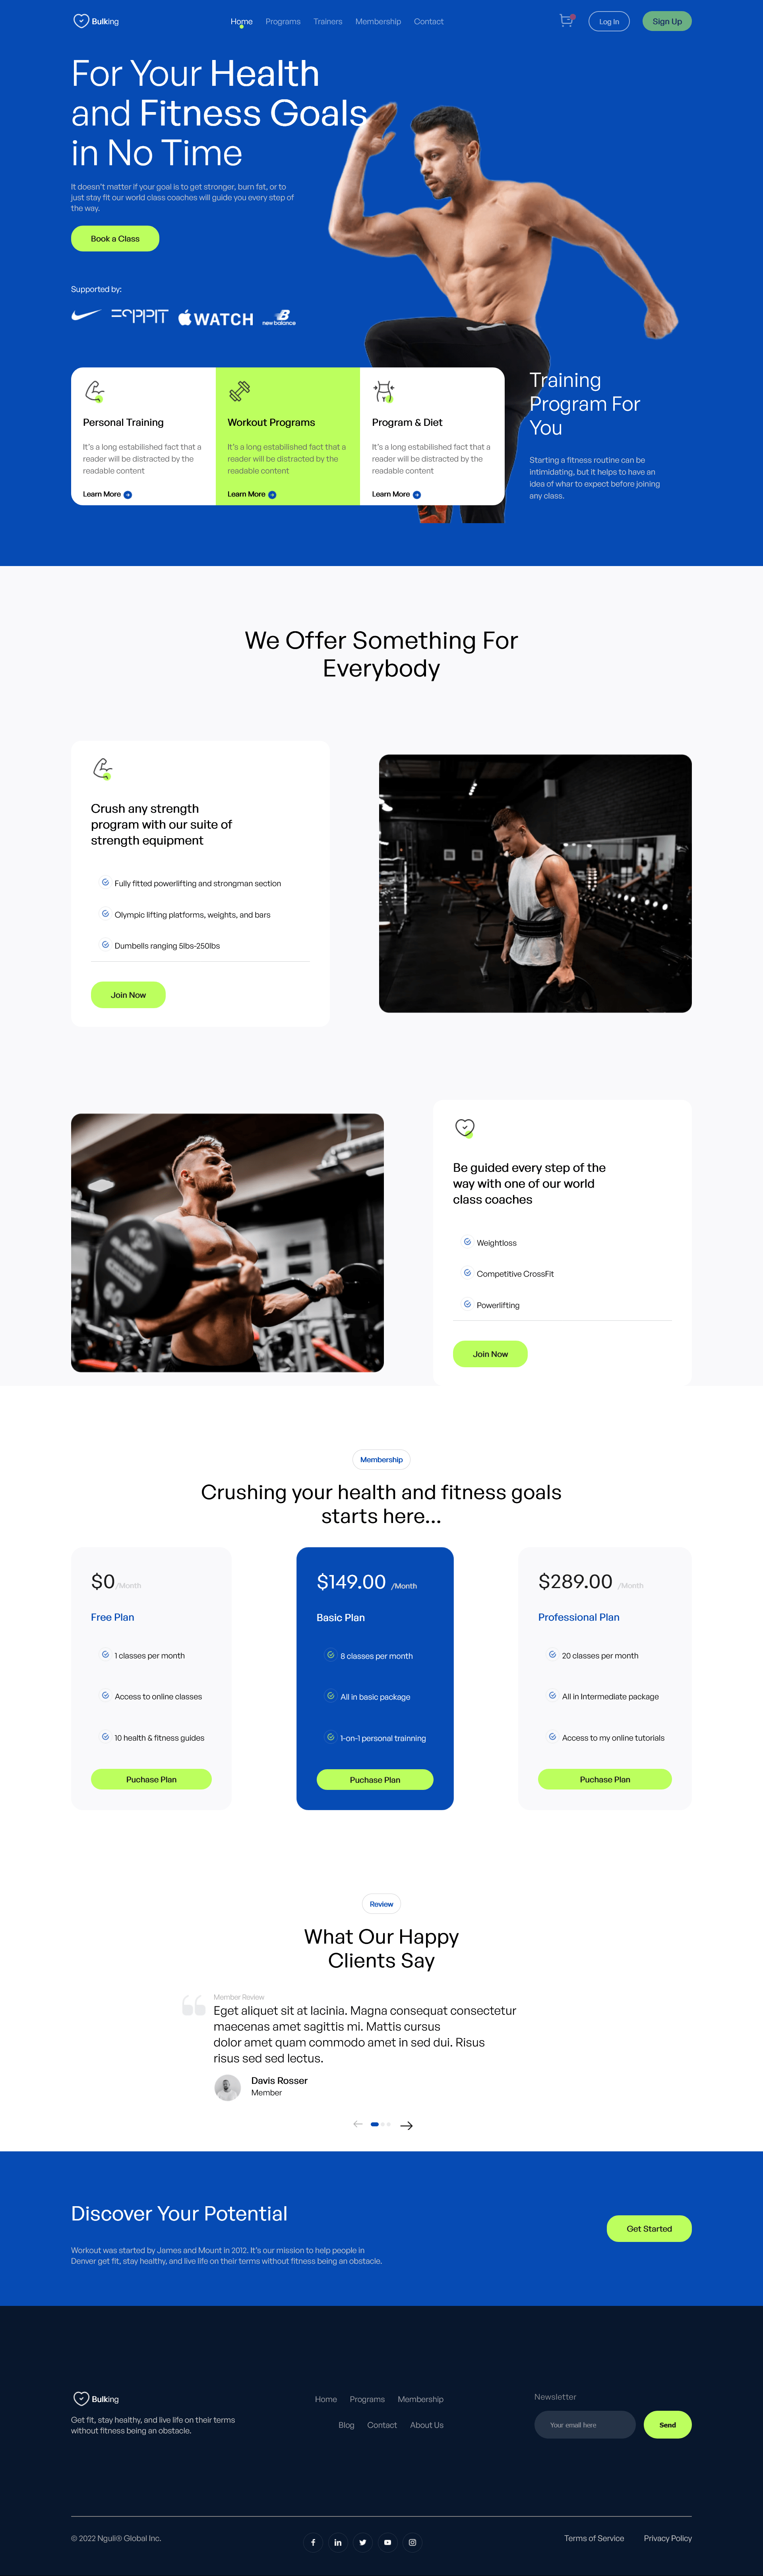 Bulking
Home Programs Trainers Membership Contact
Log In
Sign Up
For Your Health
and Fitness Goals
in No Time
It doesn't matter if your goal is to get stronger, burn fat, or to
just stay fit our world class coaches will guide you every step of
the way.
Book a Class
Supported by:
WATCH
new balance
Personal Training
It's a long estabilished fact that a
reader will be distracted by the
readable content
Learn More
Workout Programs
It's a long estabilished fact that a
reader will be distracted by the
readable content
Learn More
Program & Diet
It's a long estabilished fact that a
reader will be distracted by the
readable content
Learn More
Training
Program For
You
Starting a fitness routine can be
intimidating, but it helps to have an
idea of whar to expect before joining
any class.
We Offer Something For
Everybody
Crush any strength
program with our suite of
strength equipment
Fully fitted powerlifting and strongman section
Olympic lifting platforms, weights, and bars
Dumbells ranging 5lbs-250lbs
Join Now
Be guided every step of the
way with one of our world
class coaches
Weightloss
Competitive CrossFit
Powerlifting
Join Now
Membership
Crushing your health and fitness goals
starts here...
$0/Month
Free Plan
1 classes per month
Access to online classes
10 health & fitness guides
Puchase Plan
$149.00 /Month
Basic Plan
8 classes per month
All in basic package
1-on-1 personal trainning
Puchase Plan
$289.00 /Month
Professional Plan
20 classes per month
All in Intermediate package
Access to my online tutorials
Puchase Plan
Review
What Our Happy
Clients Say
Member Review
Eget aliquet sit at lacinia. Magna consequat consectetur
maecenas amet sagittis mi. Mattis cursus
dolor amet quam commodo amet in sed dui. Risus
risus sed sed lectus.
Davis Rosser
Member
Discover Your Potential
Workout was started by James and Mount in 2012. It's our mission to help people in
Denver get fit, stay healthy, and live life on their terms without fitness being an obstacle.
Get Started
Bulking
Get fit, stay healthy, and live life on their terms
without fitness being an obstacle.
Home Programs Membership
Blog Contact About Us
Newsletter
Your email here
Send
© 2022 Nguli® Global Inc.
Terms of Service
Privacy Policy